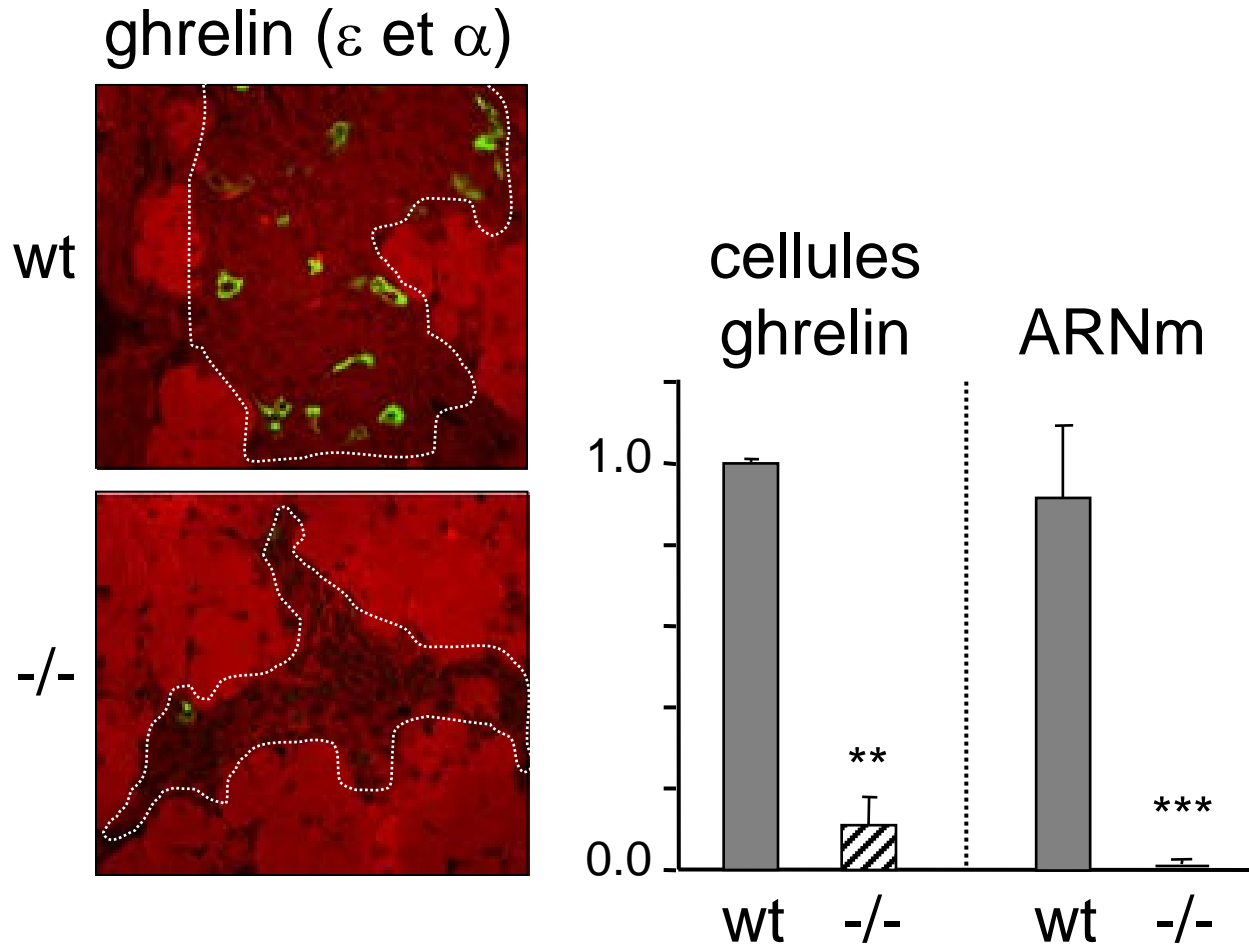 ghrelin (ε et α)
wt
-/-
cellules
ghrelin
ARNm
1.0
**
***
0.0
wt -/- wt -/-